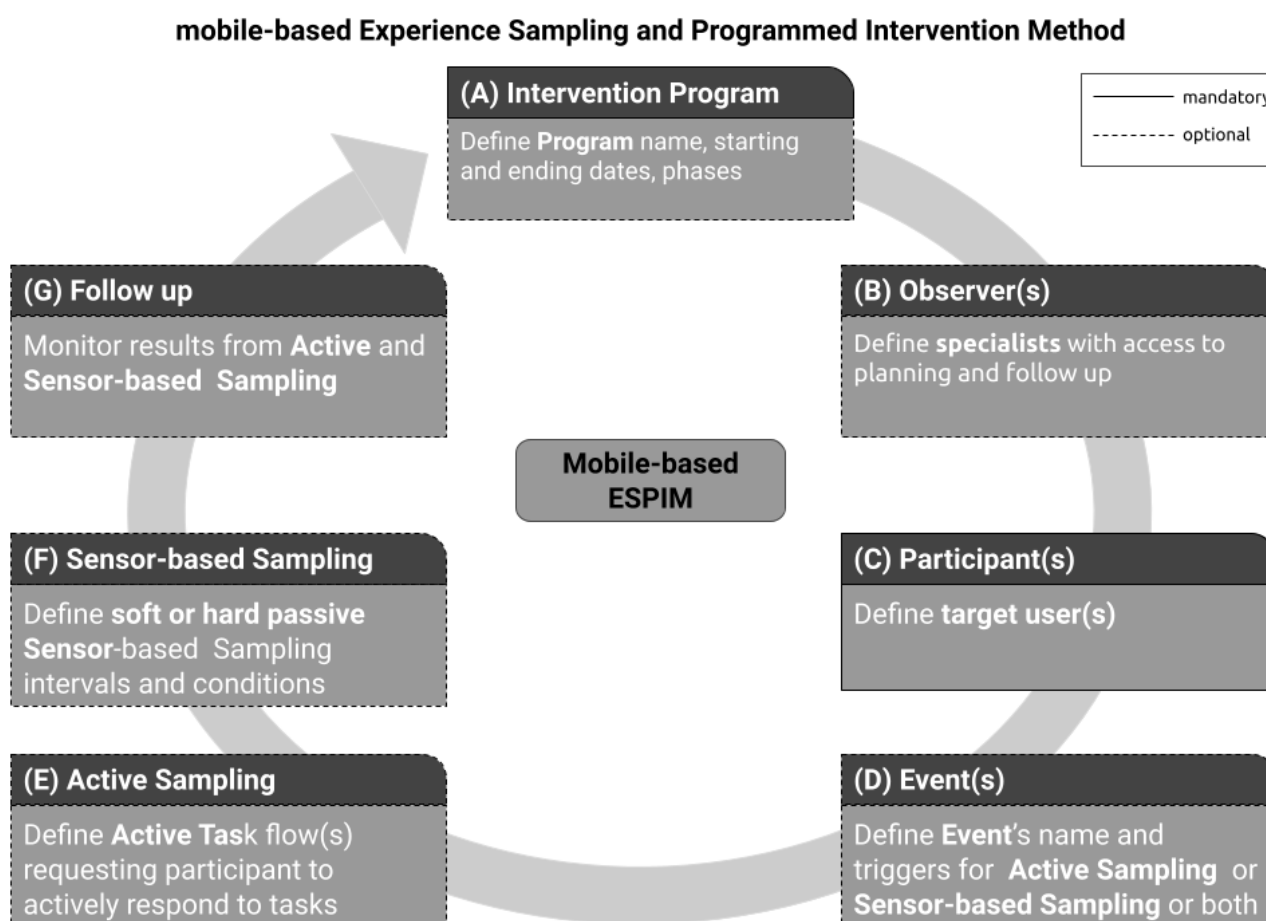 mobile-based Experience Sampling and Programmed Intervention Method
(A) Intervention Program
Define Program name, starting
and ending dates, phases
mandatory
optional
(B) Observer(s)
Define specialists with access to
planning and follow up
(C) Participant(s)
Define target user(s)
(D) Event(s)
Define Event's name and
triggers for Active Sampling or
Sensor-based Sampling or both
(E) Active Sampling
Define Active Task flow(s)
requesting participant to
actively respond to tasks
(F) Sensor-based Sampling
Define soft or hard passive
Sensor-based Sampling
intervals and conditions
(G) Follow up
Monitor results from Active and
Sensor-based Sampling
Mobile-based
ESPIM